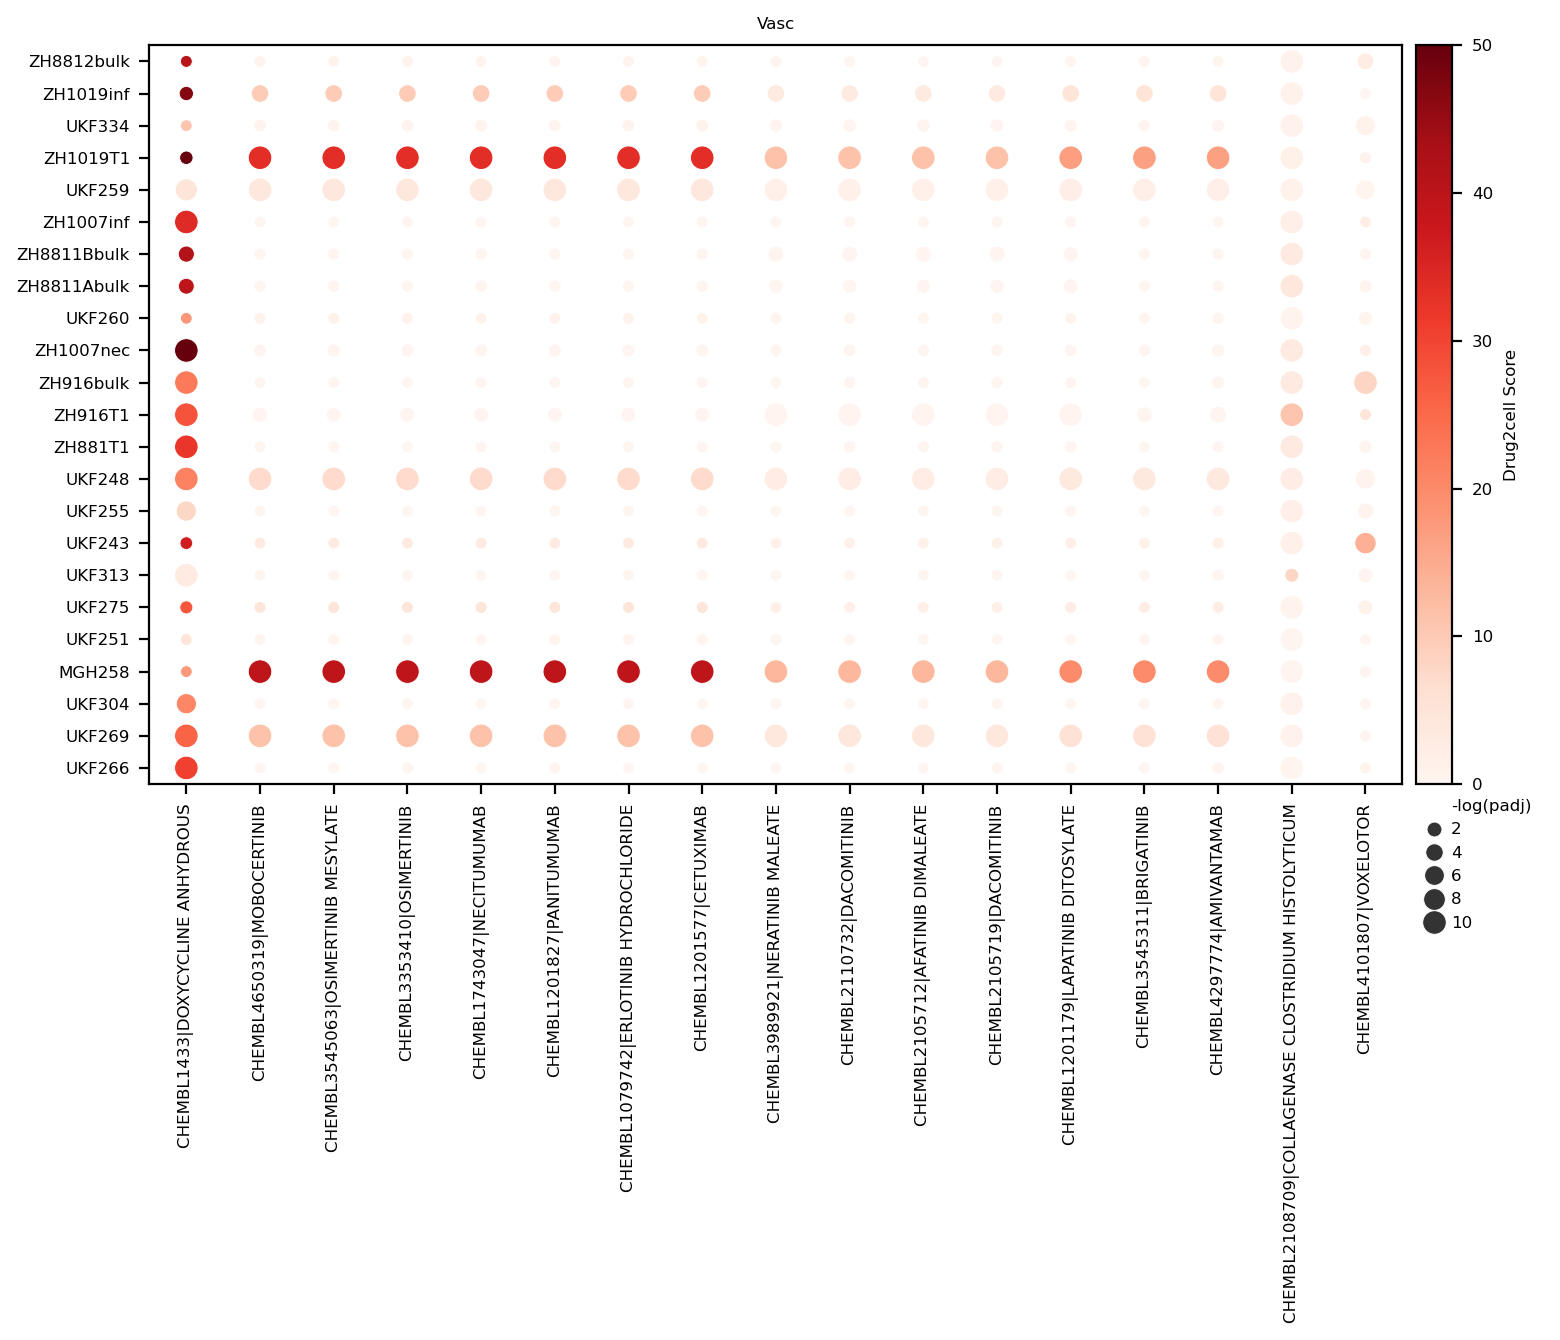 Vasc
ZH8812bulk
ZH1019inf
UKF334
ZH1019T1
UKF259
ZH1007inf
ZH8811Bbulk
ZH8811Abulk
UKF260
ZH1007nec
ZH916bulk
ZH916T1
ZH881T1
UKF248
UKF255
UKF243
UKF313
UKF275
UKF251
MGH258
UKF304
UKF269
UKF266
CHEMBL1433|DOXYCYCLINE ANHYDROUS
CHEMBL4650319|MOBOCERTINIB
CHEMBL3545063|OSIMERTINIB MESYLATE
CHEMBL3353410|OSIMERTINIB
CHEMBL1743047|NECITUMUMAB
CHEMBL1201827|PANITUMUMAB
CHEMBL1079742|ERLOTINIB HYDROCHLORIDE
CHEMBL1201577|CETUXIMAB
CHEMBL3989921|NERATINIB MALEATE
CHEMBL2110732|DACOMITINIB
CHEMBL2105712|AFATINIB DIMALEATE
CHEMBL2105719|DACOMITINIB
CHEMBL1201179|LAPATINIB DITOSYLATE
CHEMBL3545311|BRIGATINIB
CHEMBL4297774|AMIVANTAMAB
CHEMBL2108709|COLLAGENASE CLOSTRIDIUM HISTOLYTICUM
CHEMBL4101807|VOXELOTOR
50
40
30
20
10
0
Drug2cell Score
-log(padj)
2
4
6
8
10